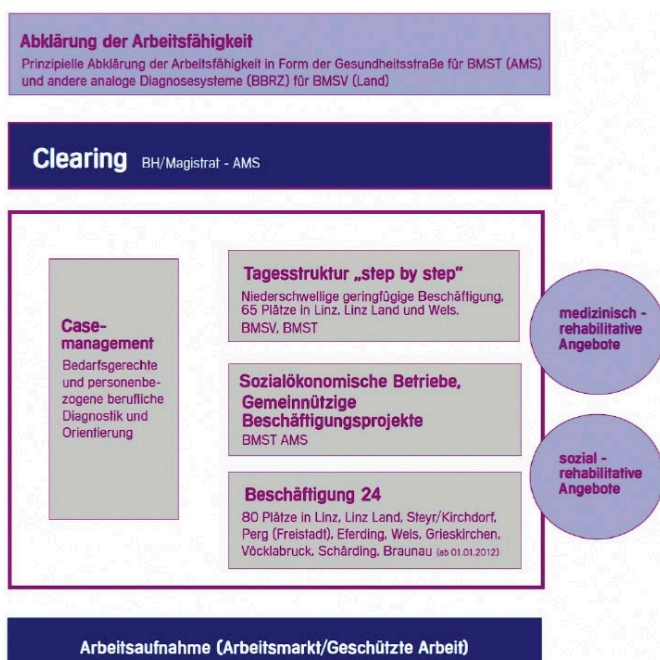 Abklärung der Arbeitsfähigkeit
Prinzipielle Abklärung der Arbeitsfähigkeit in Form der Gesundheitsstraße für BMST (AMS)
und andere analoge Diagnosesysteme (BBRZ) für BMSV (Land)
Clearing BH/Magistrat - AMS
Case-
management
Bedarfsgerechte
und personenbe-
zogene berufliche
Diagnostik und
Orientierung
Tagesstruktur „step by step“
Niederschwellige geringfügige Beschäftigung,
65 Plätze in Linz, Linz Land und Wels.
BMSV, BMST
Sozialökonomische Betriebe,
Gemeinnützige
Beschäftigungsprojekte
BMST AMS
Beschäftigung 24
80 Plätze in Linz, Linz Land, Steyr/Kirchdorf,
Perg (Freistadt), Eferding, Wels, Grieskirchen,
Vöcklabruck, Schärding, Braunau (ab 01.01.2012)
medizinisch -
rehabilitative
Angebote
sozial -
rehabilitative
Angebote
Arbeitsaufnahme (Arbeitsmarkt/Geschützte Arbeit)